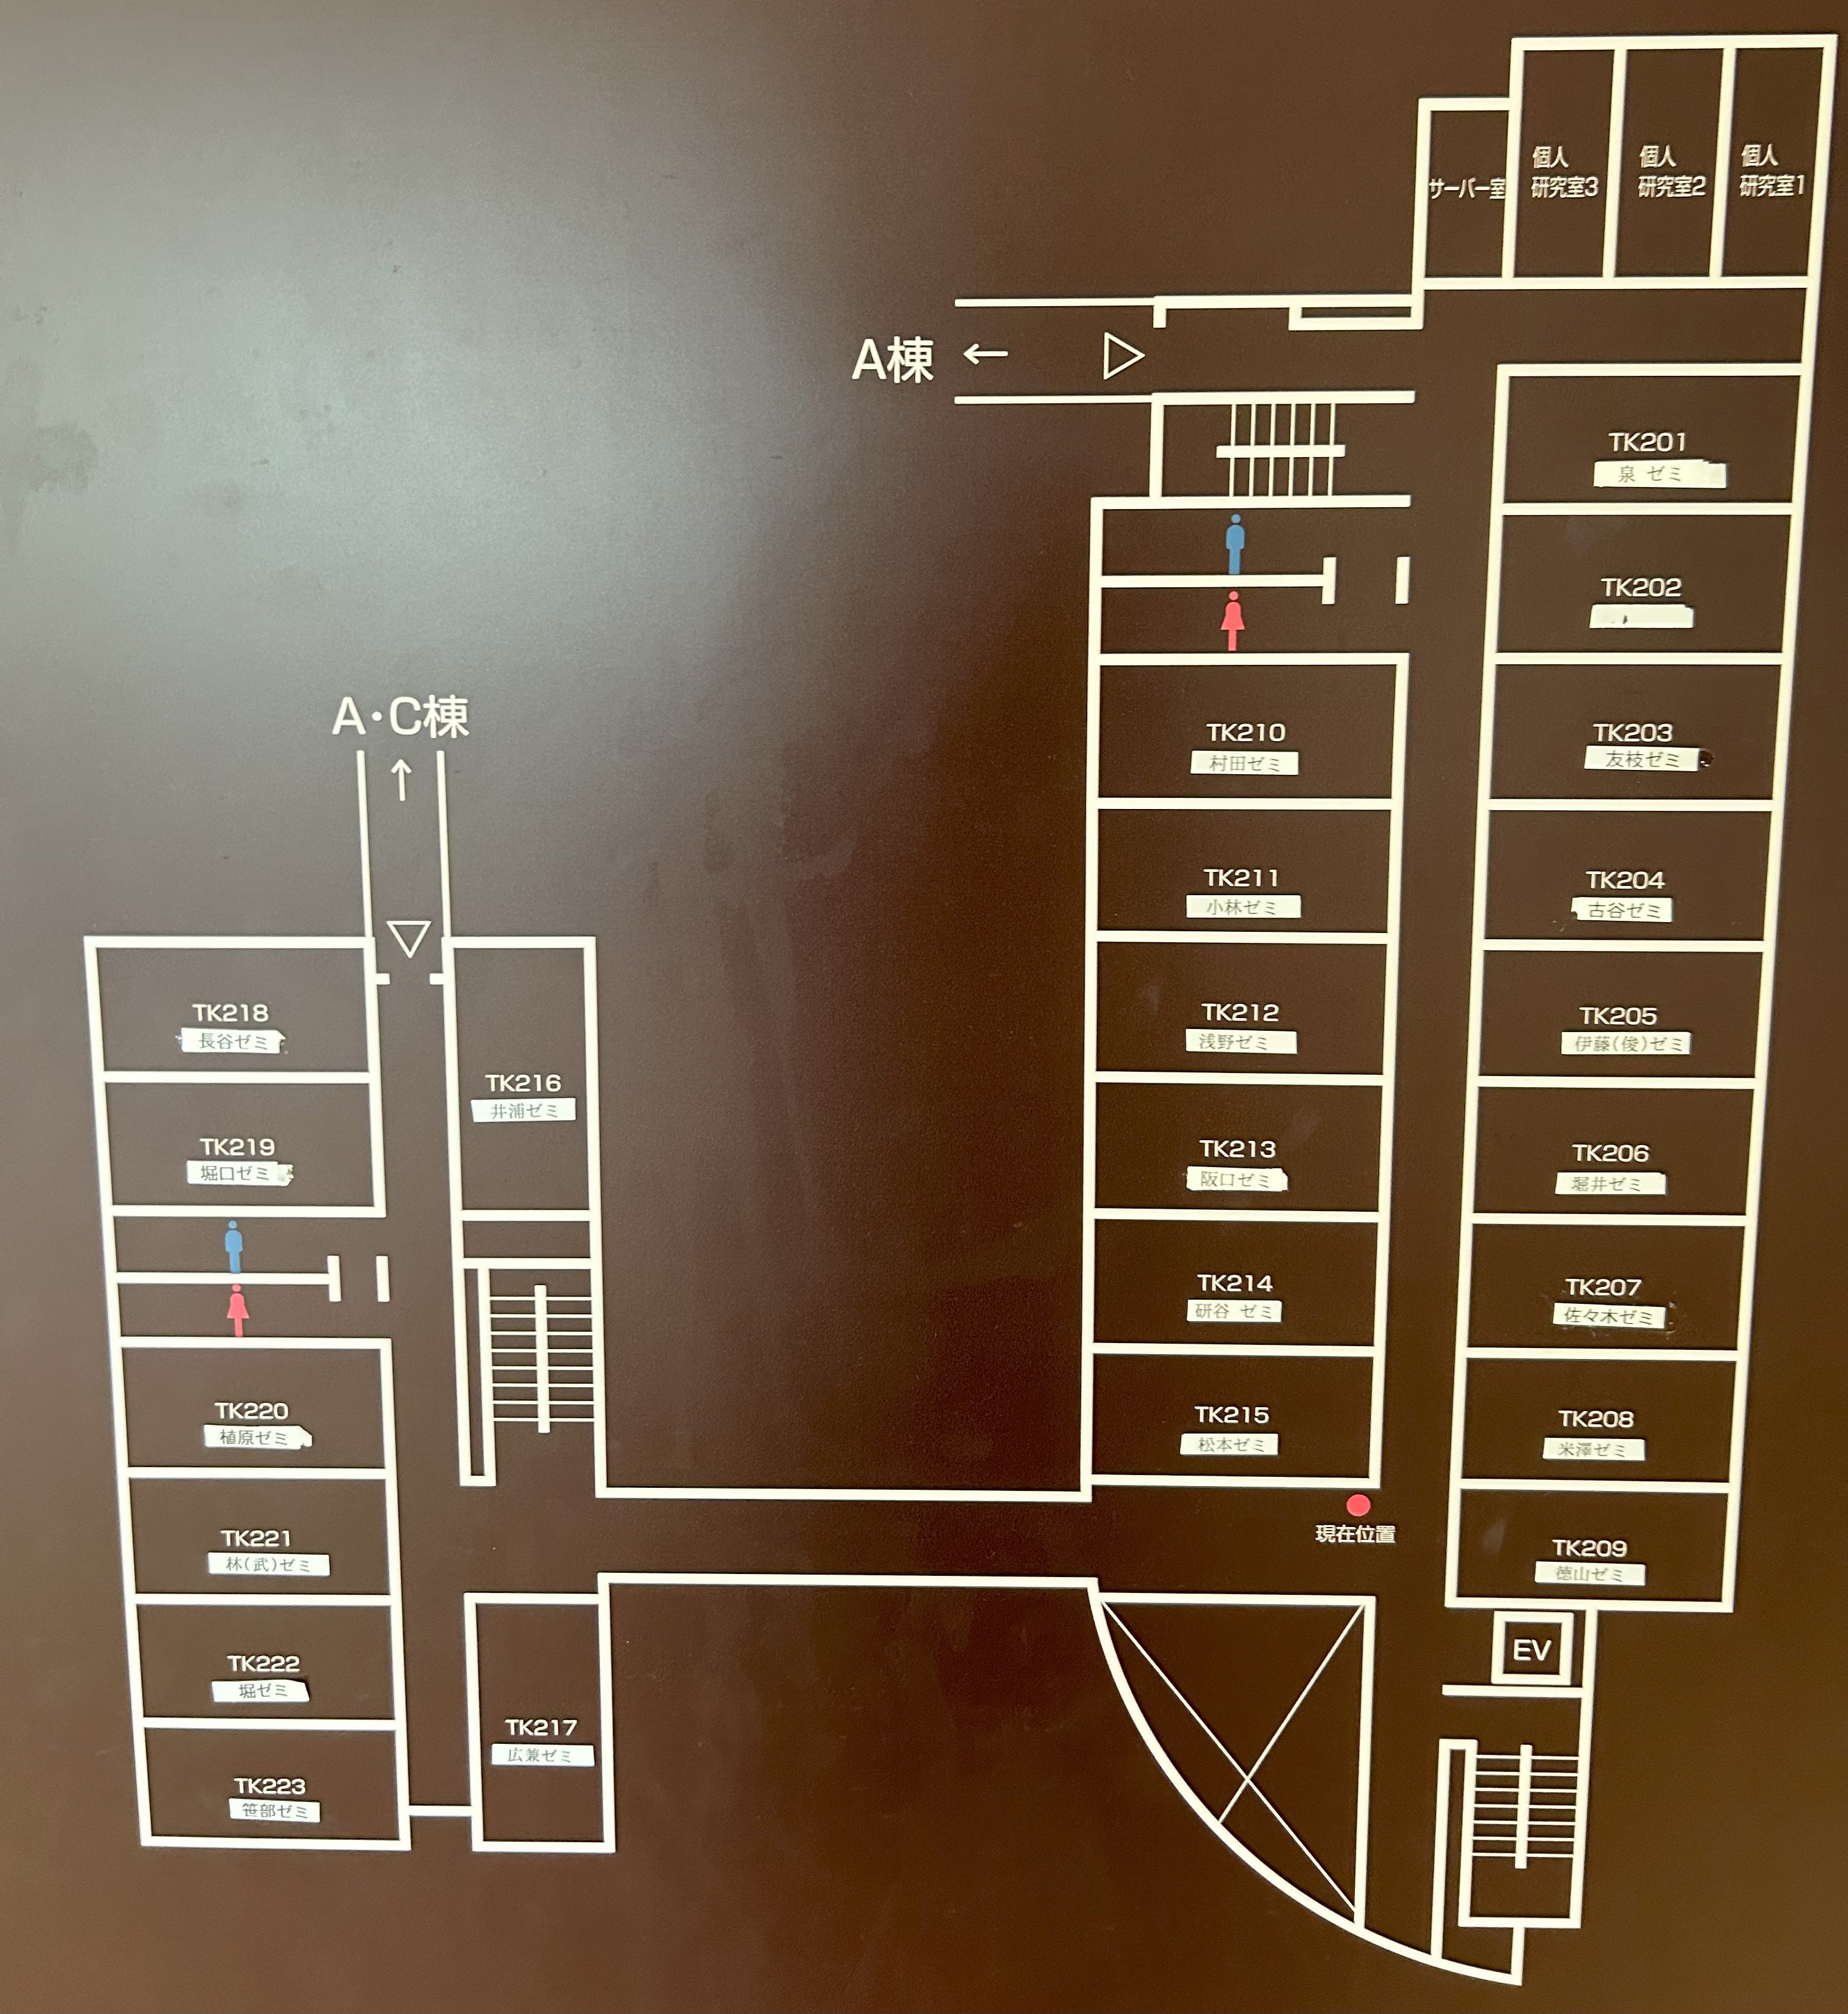 サーバー室
個人
研究室3
個人
研究室2
個人
研究室1
A棟 ←
TK201
泉 ゼミ
TK202
TK203
友枝ゼミ
TK204
古谷ゼミ
TK205
伊藤(俊)ゼミ
TK206
堀井ゼミ
TK207
佐々木ゼミ
TK208
米澤ゼミ
TK209
徳山ゼミ
EV
TK210
村田ゼミ
TK211
小林ゼミ
TK212
浅野ゼミ
TK213
阪口ゼミ
TK214
研谷 ゼミ
TK215
松本ゼミ
現在位置
A・C棟
↑
TK216
井浦ゼミ
TK217
広兼ゼミ
TK218
長谷ゼミ
TK219
堀口ゼミ
TK220
植原ゼミ
TK221
林(武)ゼミ
TK222
堀ゼミ
TK223
笹部ゼミ